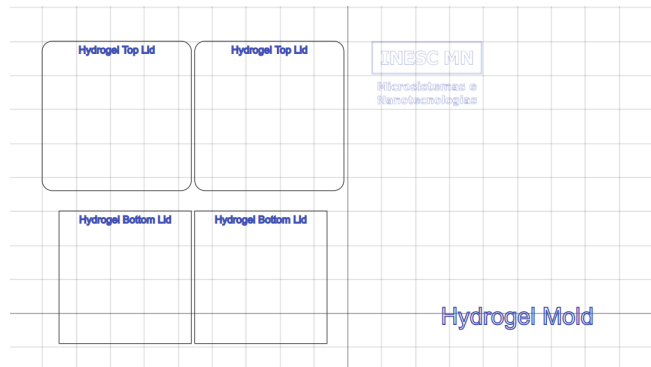 Hydrogel Top Lid
Hydrogel Top Lid
INESC MN
Microsistemas e
Nanotecnologias
Hydrogel Bottom Lid
Hydrogel Bottom Lid
Hydrogel Mold